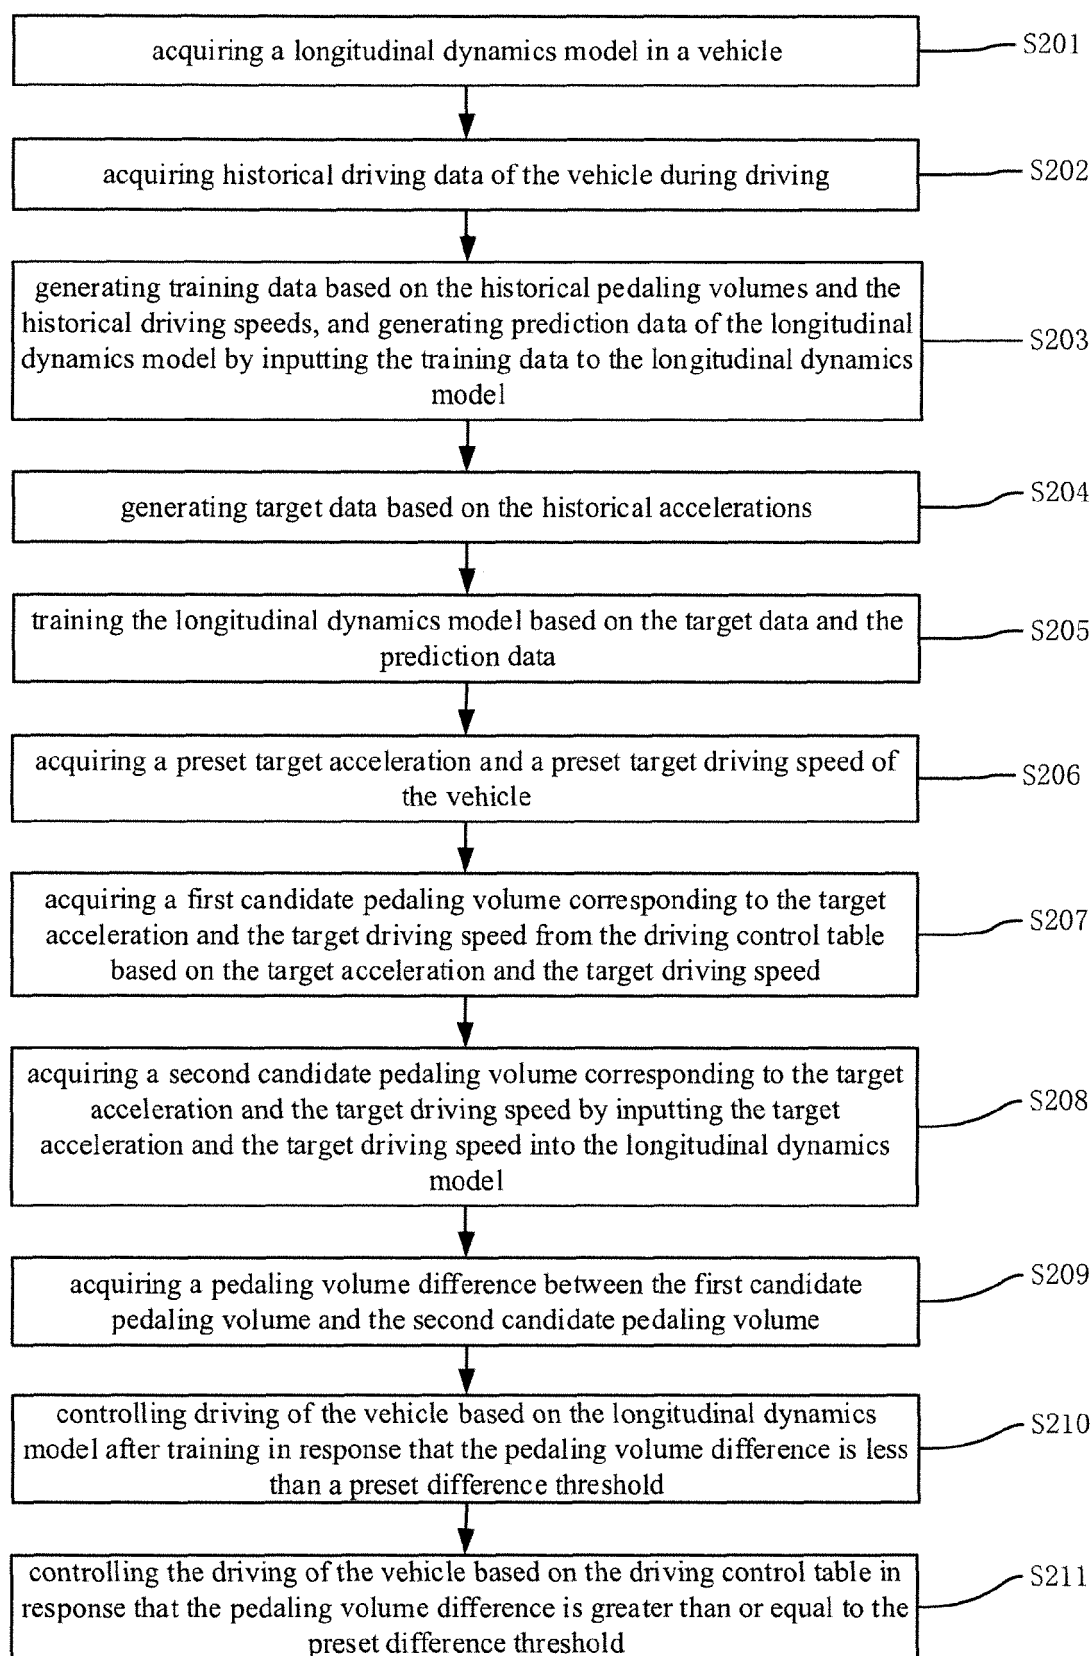 acquiring a longitudinal dynamics model in a vehicle
S201
acquiring historical driving data of the vehicle during driving
S202
generating training data based on the historical pedaling volumes and the
historical driving speeds, and generating prediction data of the longitudinal
dynamics model by inputting the training data to the longitudinal dynamics
model
S203
generating target data based on the historical accelerations
S204
training the longitudinal dynamics model based on the target data and the
prediction data
S205
acquiring a preset target acceleration and a preset target driving speed of
the vehicle
S206
acquiring a first candidate pedaling volume corresponding to the target
acceleration and the target driving speed from the driving control table
based on the target acceleration and the target driving speed
S207
acquiring a second candidate pedaling volume corresponding to the target
acceleration and the target driving speed by inputting the target
acceleration and the target driving speed into the longitudinal dynamics
model
S208
acquiring a pedaling volume difference between the first candidate
pedaling volume and the second candidate pedaling volume
S209
controlling driving of the vehicle based on the longitudinal dynamics
model after training in response that the pedaling volume difference is less
than a preset difference threshold
S210
controlling the driving of the vehicle based on the driving control table in
response that the pedaling volume difference is greater than or equal to the
preset difference threshold
S211